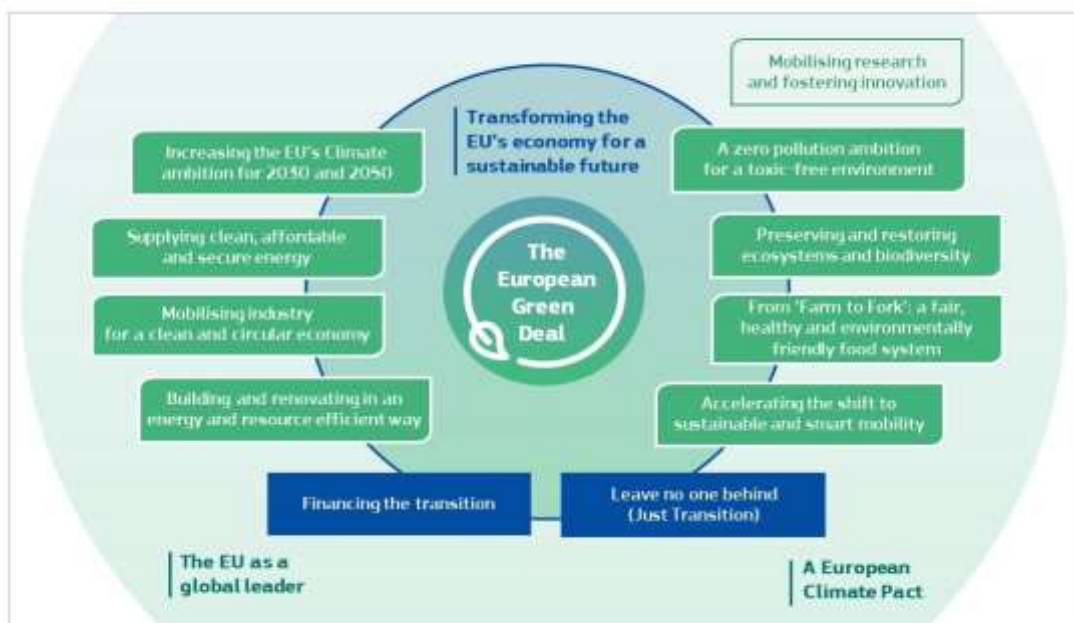 Mobilising research
and fostering innovation
Transforming the
EU's economy for a
sustainable future
Increasing the EU's Climate
ambition for 2030 and 2050
A zero pollution ambition
for a toxic-free environment
Supplying clean, affordable
and secure energy
Preserving and restoring
ecosystems and biodiversity
The
European
Green
Deal
Mobilising industry
for a clean and circular economy
From 'Farm to Fork': a fair,
healthy and environmentally
friendly food system
Building and renovating in an
energy and resource efficient way
Accelerating the shift to
sustainable and smart mobility
Financing the transition
Leave no one behind
(Just Transition)
The EU as a
global leader
A European
Climate Pact